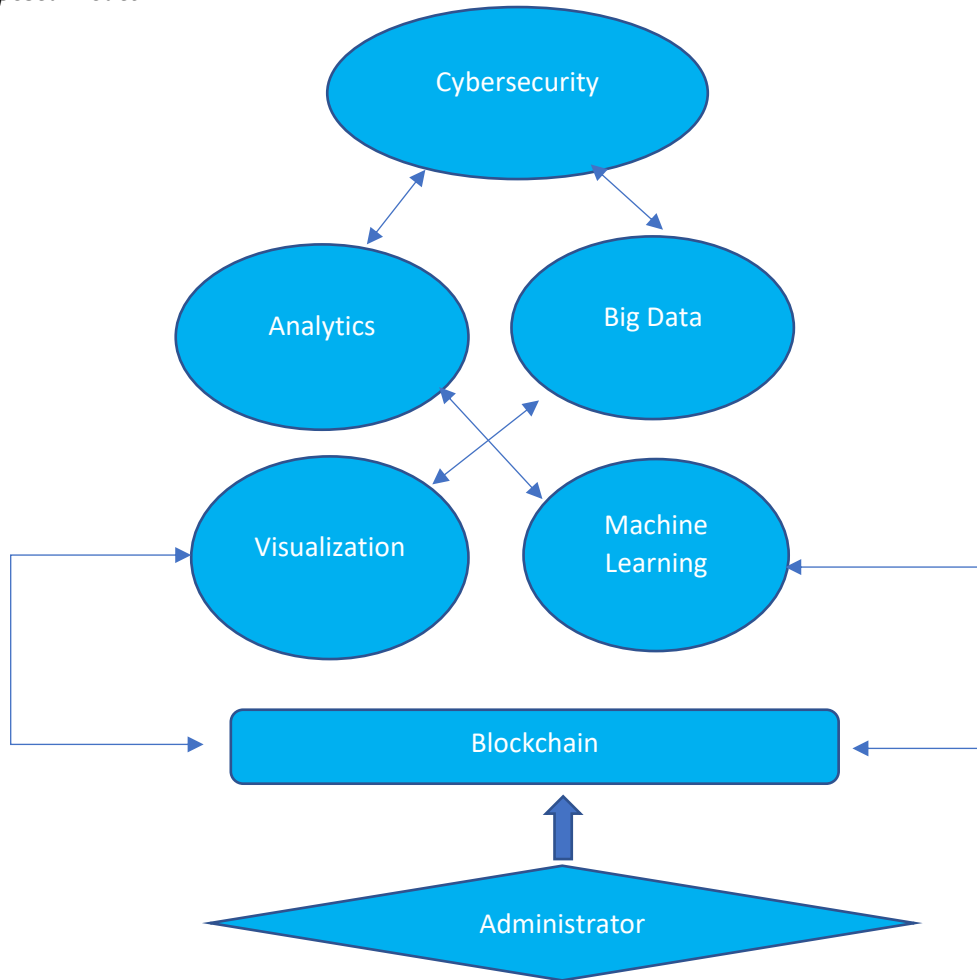 Cybersecurity
Analytics
Big Data
Visualization
Machine
Learning
Blockchain
Administrator